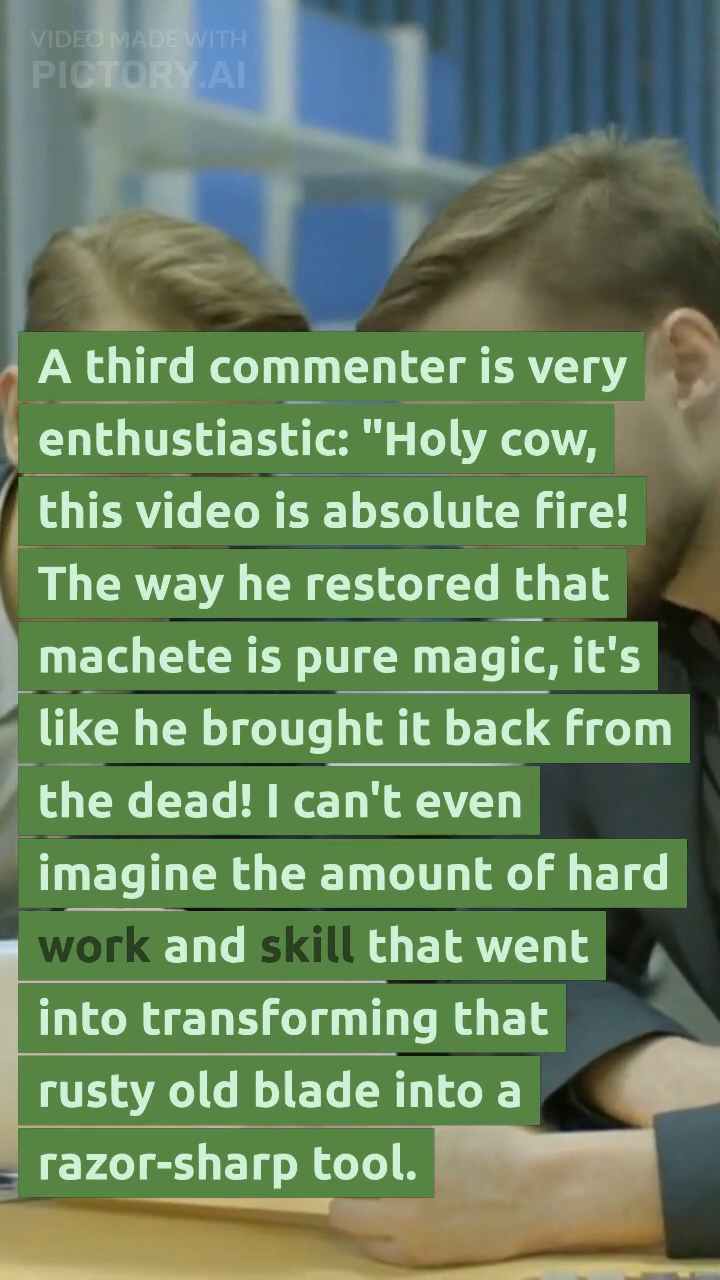 VIDEO MADE WITH
PICTORY.AI
A third commenter is very
enthustiastic: "Holy cow,
this video is absolute fire!
The way he restored that
machete is pure magic, it's
like he brought it back from
the dead! I can't even
imagine the amount of hard
work and skill that went
into transforming that
rusty old blade into a
razor-sharp tool.